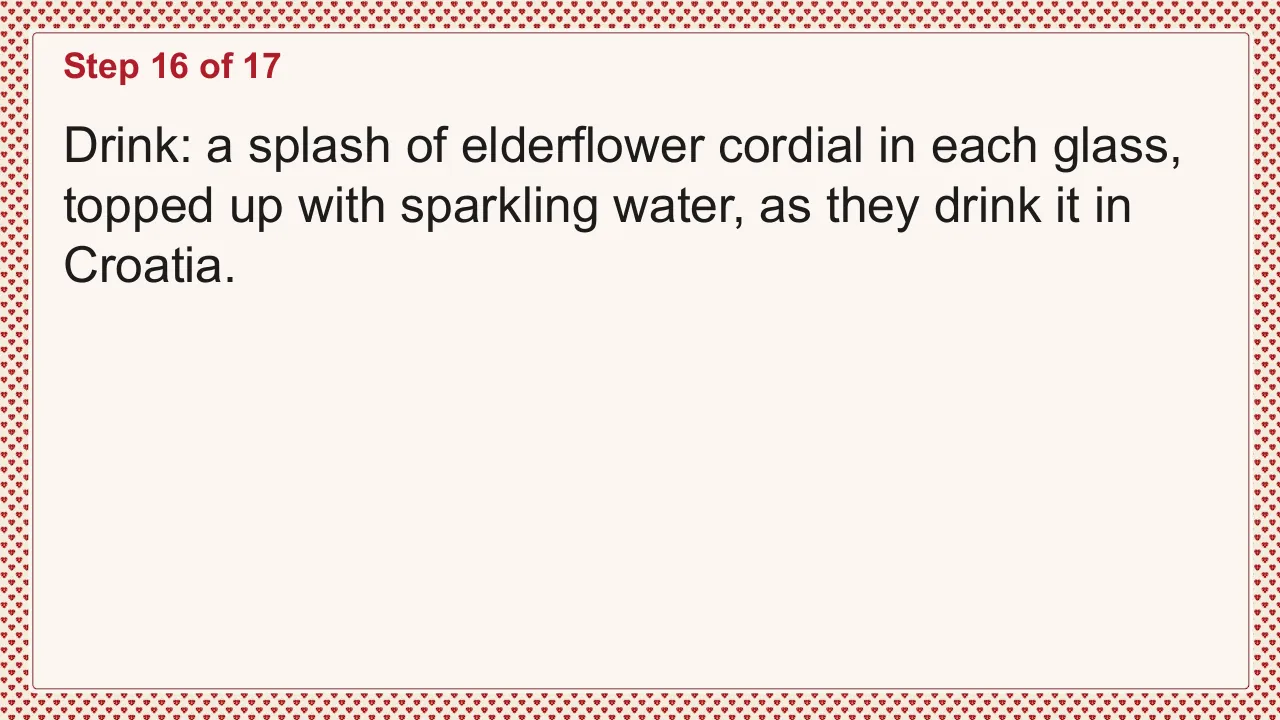 Step 16 of 17
Drink: a splash of elderflower cordial in each glass,
topped up with sparkling water, as they drink it in
Croatia.